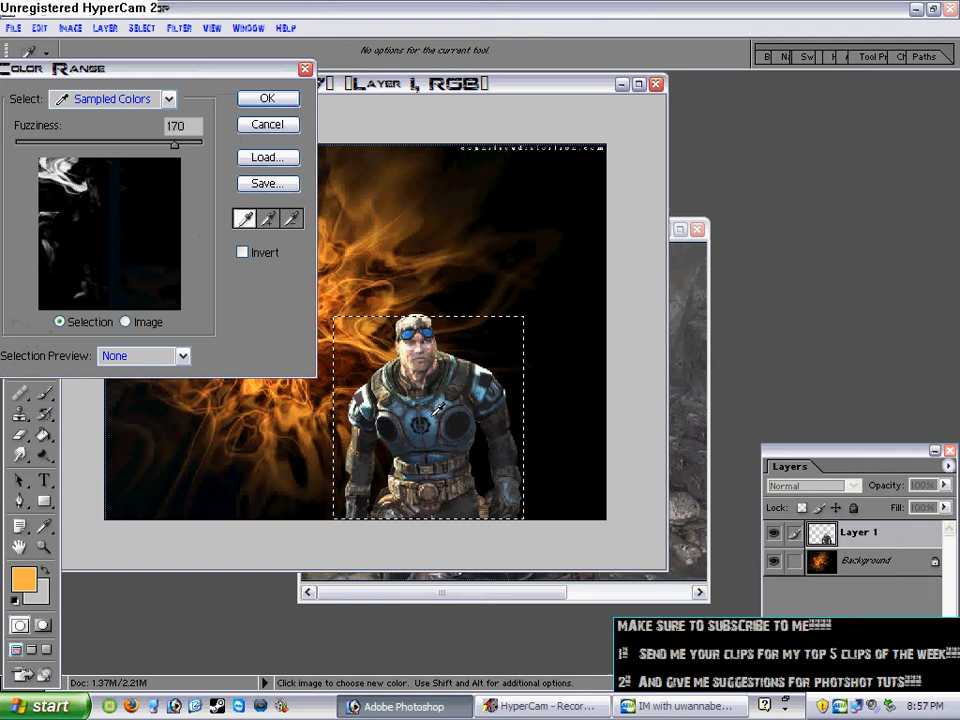 Unregistered HyperCam 2
FILE EDIT IMAGE LAYER SELECT FILTER VIEW WINDOW HELP
No options for the current tool.
Tool Pr
Paths
Color Range
(Layer 1, RGB)
Select: Sampled Colors
OK
Fuzziness: 170
Cancel
Load...
Save...
Invert
Selection Image
Selection Preview: None
Layers
Normal Opacity: 100%
Lock: Fill: 100%
Layer 1
Background
MAKE SURE TO SUBSCRIBE TO ME
SEND ME YOUR CLIPS FOR MY TOP 5 CLIPS OF THE WEEK
AND GIVE ME SUGGESTIONS FOR PHOTSHOT TUTS
Doc: 1.37M/2.21M Click image to choose new color. Use Shift and Alt for additional options.
start Adobe Photoshop HyperCam - Recor... IM with uwannabe... 8:57 PM